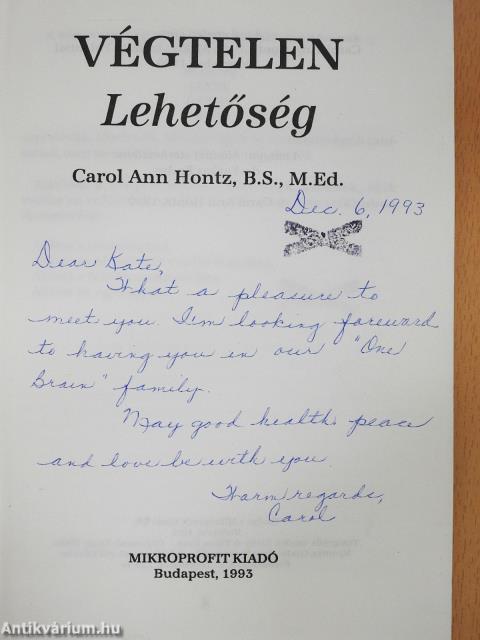 VÉGTELEN
Lehetőség
Carol Ann Hontz, B.S., M.Ed.
Dec. 6, 1993
Dear Kate,
What a pleasure to
meet you. I'm looking foreward
to having you in our "One
Brain" family.
May good health, peace
and love be with you.
Warm regards,
Carol
MIKROPROFIT KIADÓ
Budapest, 1993
Antikvárium.hu